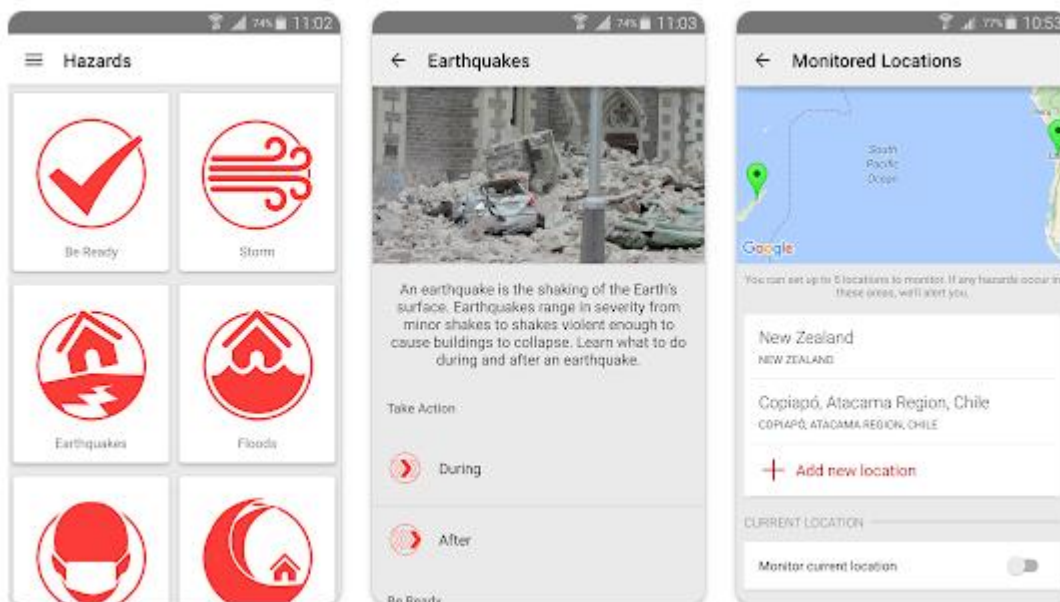 74% 11:02
Hazards
Be Ready
Storm
Earthquakes
Floods
74% 11:03
Earthquakes
An earthquake is the shaking of the Earth's
surface. Earthquakes range in severity from
minor shakes to shakes violent enough to
cause buildings to collapse. Learn what to do
during and after an earthquake.
Take Action
During
After
Be Ready
77% 10:53
Monitored Locations
South
Pacific
Ocean
Google
You can set up to 5 locations to monitor. If any hazards occur in
these areas, we'll alert you.
New Zealand
NEW ZEALAND
Copiapó, Atacama Region, Chile
COPIAPÓ, ATACAMA REGION, CHILE
+ Add new location
CURRENT LOCATION
Monitor current location